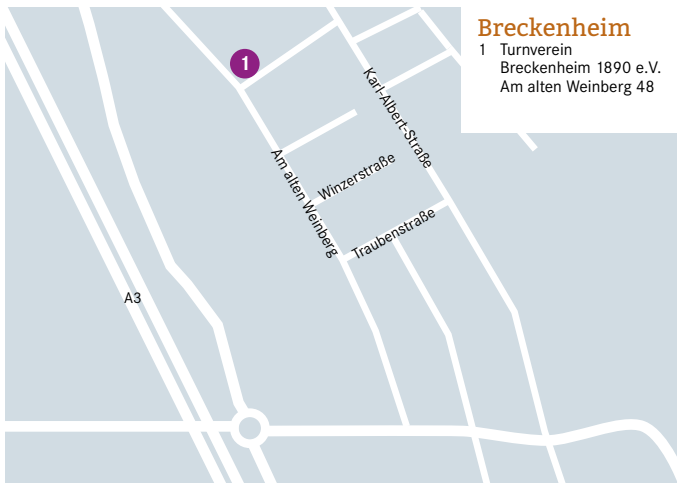 Breckenheim
1 Turnverein
Breckenheim 1890 e.V.
Am alten Weinberg 48
1
Karl-Albert-Straße
Am alten Weinberg
Winzerstraße
Traubenstraße
A3